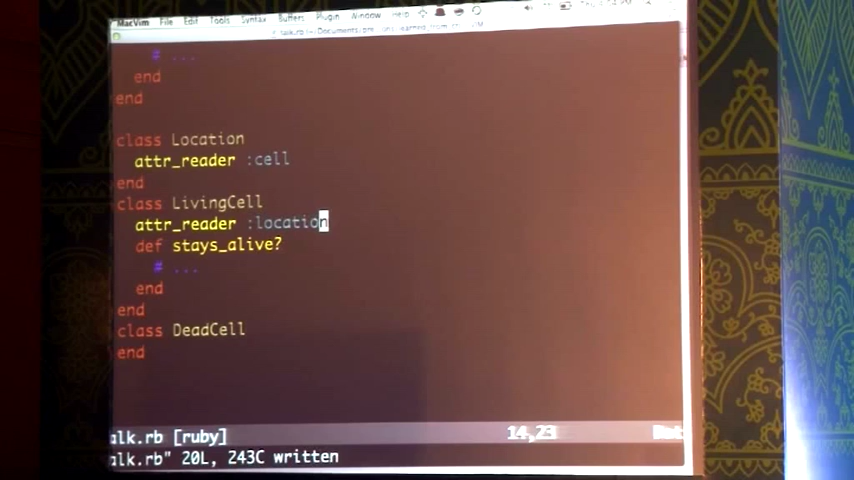 MacVim File Edit Tools Syntax Buffers Plugin Window Help
# ...
end
end
class Location
attr_reader :cell
end
class LivingCell
attr_reader :location
def stays_alive?
# ...
end
end
class DeadCell
end
alk.rb [ruby] 14,23
alk.rb" 20L, 243C written